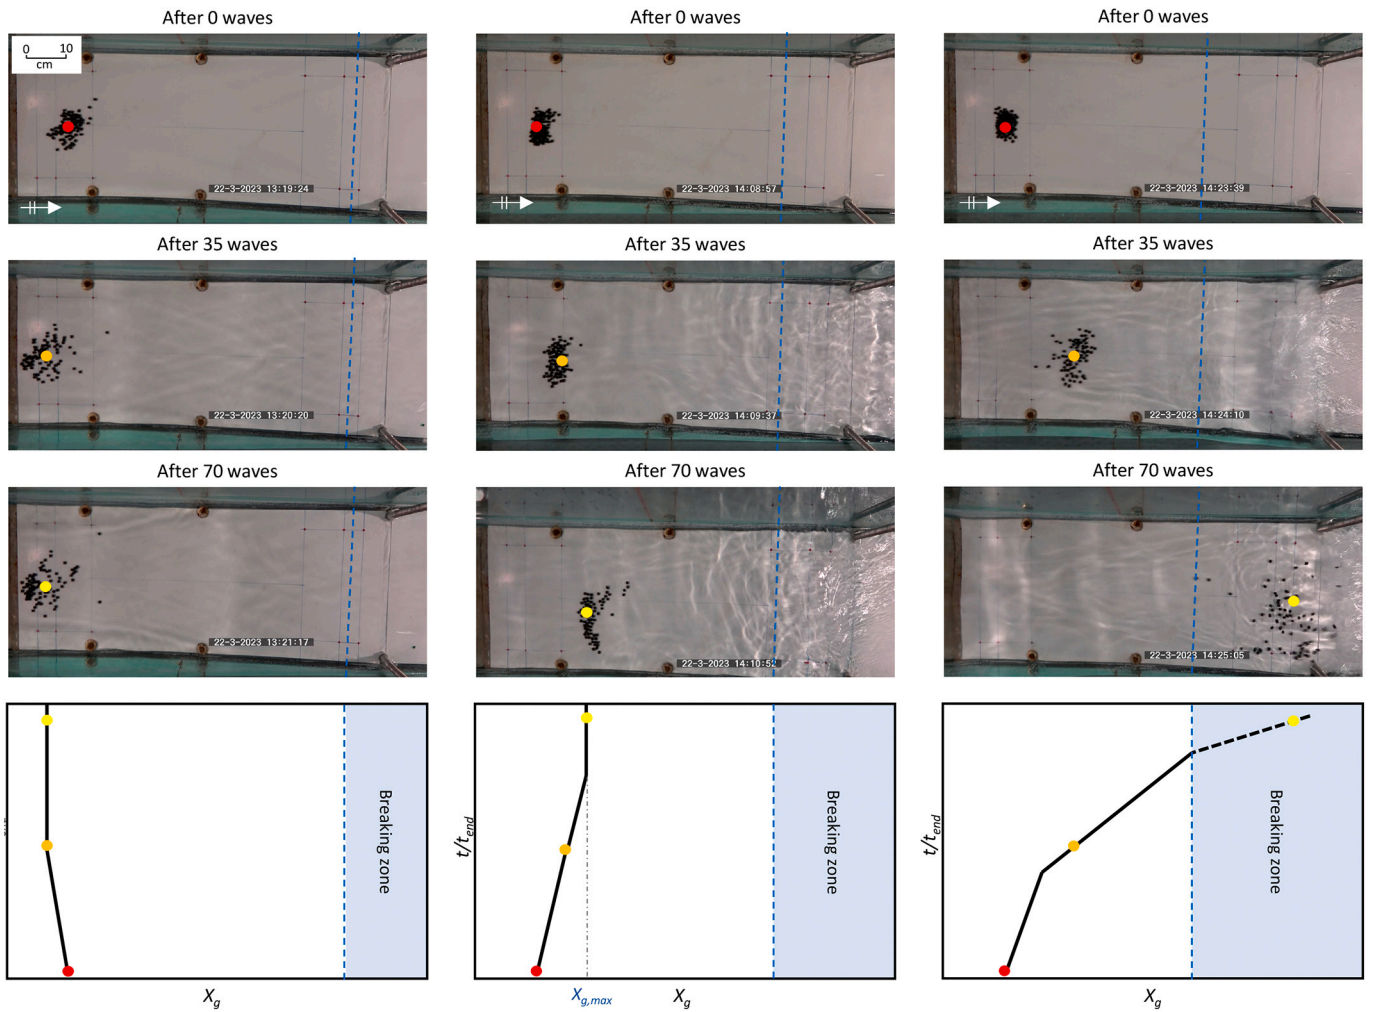 After 0 waves
After 0 waves
After 0 waves
0 10
cm
22-3-2023 13:19:24
22-3-2023 14:08:57
22-3-2023 14:23:39
After 35 waves
After 35 waves
After 35 waves
22-3-2023 13:20:20
22-3-2023 14:09:37
22-3-2023 14:24:10
After 70 waves
After 70 waves
After 70 waves
22-3-2023 13:21:17
22-3-2023 14:10:52
22-3-2023 14:25:05
Breaking zone
t/tend
Breaking zone
t/tend
Breaking zone
Xg
Xg,max
Xg
Xg